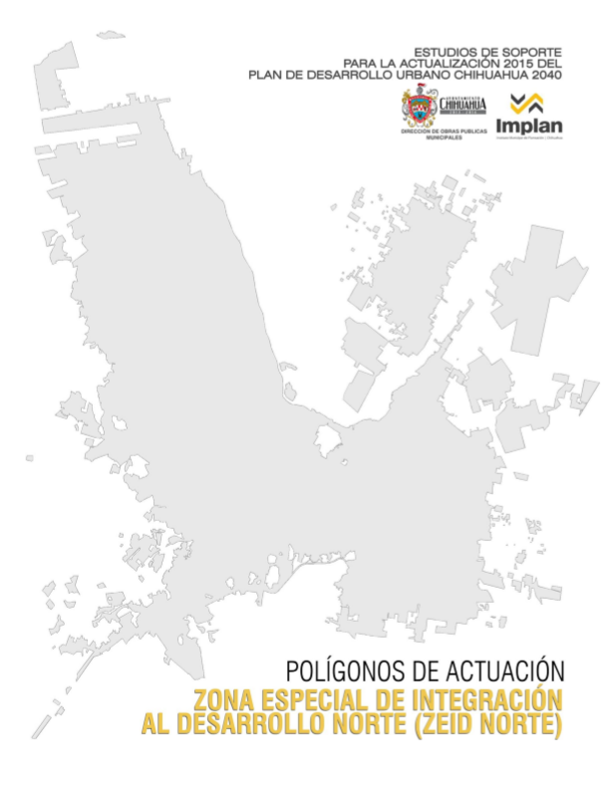 ESTUDIOS DE SOPORTE
PARA LA ACTUALIZACIÓN 2015 DEL
PLAN DE DESARROLLO URBANO CHIHUAHUA 2040
AYUNTAMIENTO
CHIHUAHUA
DIRECCIÓN DE OBRAS PUBLICAS
MUNICIPALES
Implan
POLÍGONOS DE ACTUACIÓN
ZONA ESPECIAL DE INTEGRACIÓN
AL DESARROLLO NORTE (ZEID NORTE)